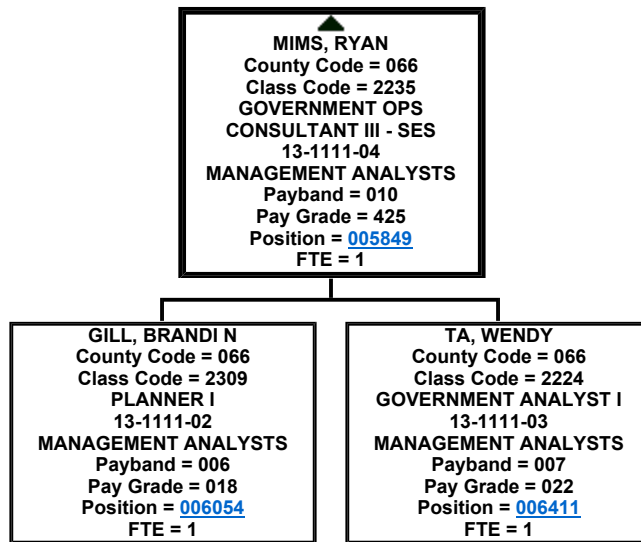 MIMS, RYAN
County Code = 066
Class Code = 2235
GOVERNMENT OPS
CONSULTANT III - SES
13-1111-04
MANAGEMENT ANALYSTS
Payband = 010
Pay Grade = 425
Position = 005849
FTE = 1
GILL, BRANDI N
County Code = 066
Class Code = 2309
PLANNER I
13-1111-02
MANAGEMENT ANALYSTS
Payband = 006
Pay Grade = 018
Position = 006054
FTE = 1
TA, WENDY
County Code = 066
Class Code = 2224
GOVERNMENT ANALYST I
13-1111-03
MANAGEMENT ANALYSTS
Payband = 007
Pay Grade = 022
Position = 006411
FTE = 1